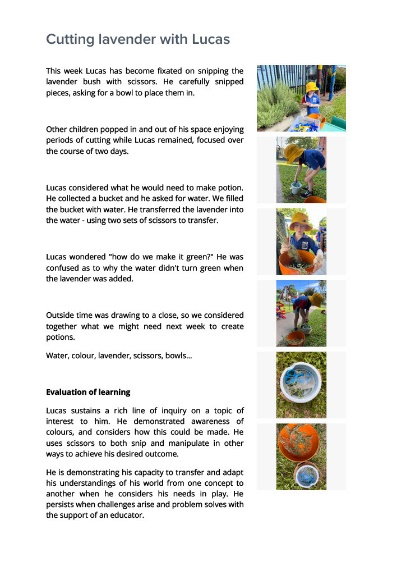 Cutting lavender with Lucas
This week Lucas has become fixated on snipping the
lavender bush with scissors. He carefully snipped
pieces, asking for a bowl to place them in.
Other children popped in and out of his space enjoying
periods of cutting while Lucas remained, focused over
the course of two days.
Lucas considered what he would need to make potion.
He collected a bucket and he asked for water. We filled
the bucket with water. He transferred the lavender into
the water - using two sets of scissors to transfer.
Lucas wondered "how do we make it green?" He was
confused as to why the water didn't turn green when
the lavender was added.
Outside time was drawing to a close, so we considered
together what we might need next week to create
potions.
Water, colour, lavender, scissors, bowls...
Evaluation of learning
Lucas sustains a rich line of inquiry on a topic of
interest to him. He demonstrated awareness of
colours, and considers how this could be made. He
uses scissors to both snip and manipulate in other
ways to achieve his desired outcome.
He is demonstrating his capacity to transfer and adapt
his understandings of his world from one concept to
another when he considers his needs in play. He
persists when challenges arise and problem solves with
the support of an educator.